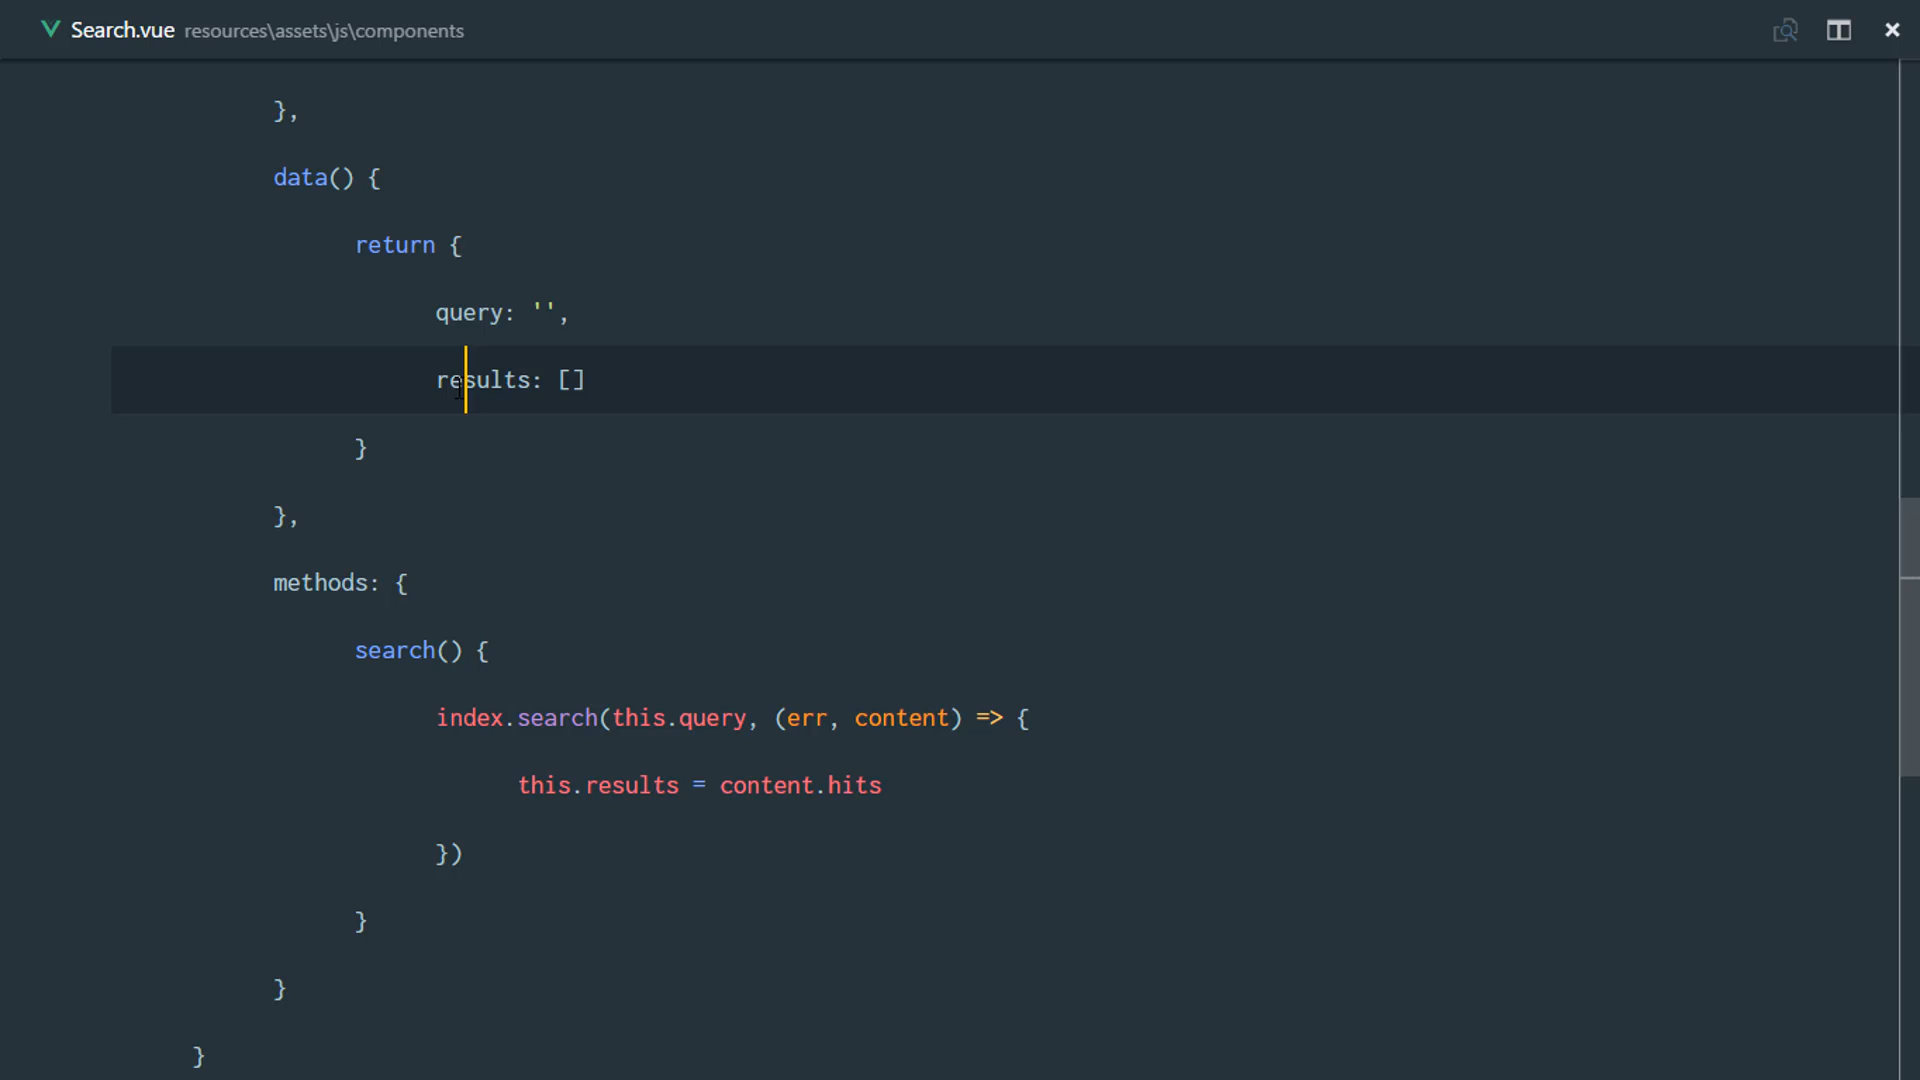 Search.vue resources\assets\js\components
},
data() {
return {
query: '',
results: []
}
},
methods: {
search() {
index.search(this.query, (err, content) => {
this.results = content.hits
})
}
}
}